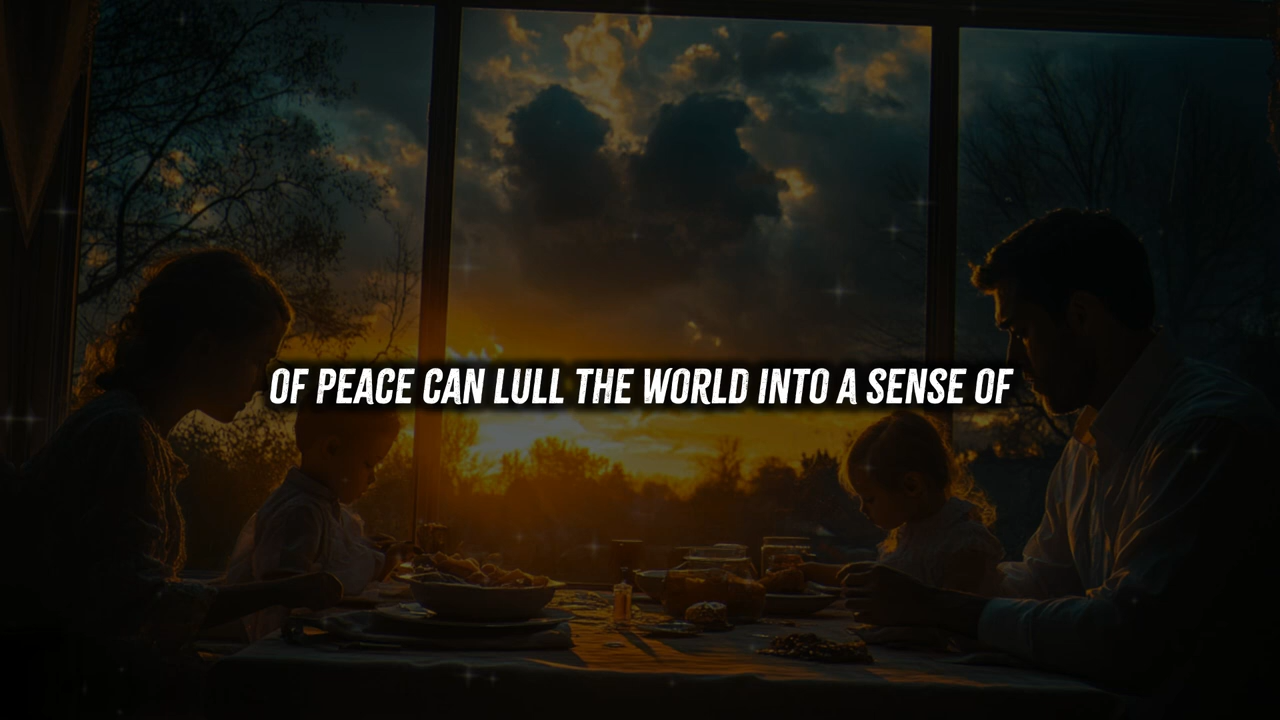 OF PEACE CAN LULL THE WORLD INTO A SENSE OF